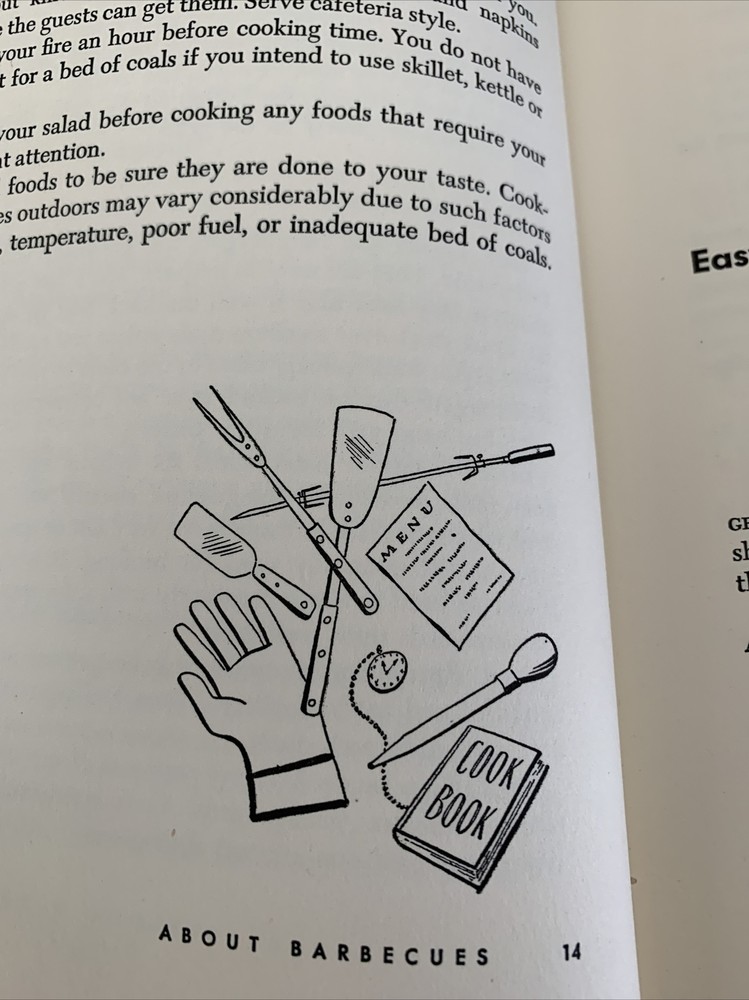 you.
napkins
the guests can get them. Serve cafeteria style.
your fire an hour before cooking time. You do not have
for a bed of coals if you intend to use skillet, kettle or
your salad before cooking any foods that require your
attention.
foods to be sure they are done to your taste. Cook-
outdoors may vary considerably due to such factors
temperature, poor fuel, or inadequate bed of coals.
MENU
COOK
BOOK
ABOUT BARBECUES 14
Eas